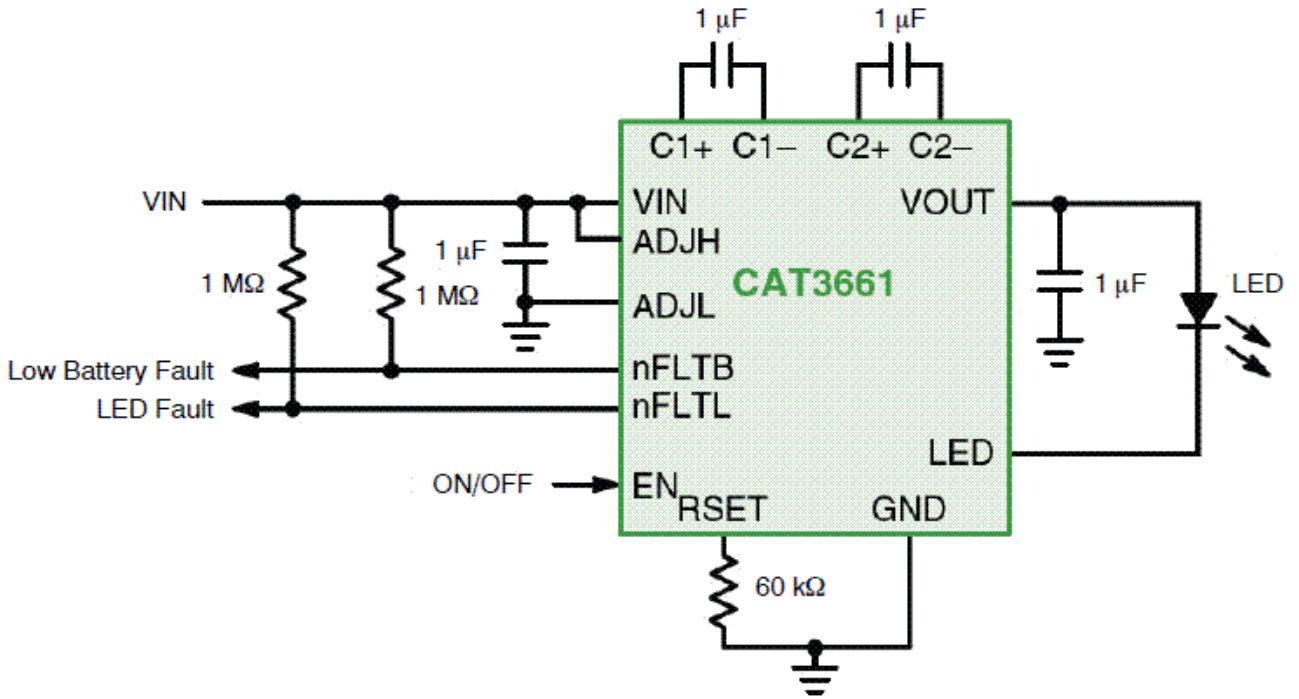 1 μF
1 μF
C1+ C1− C2+ C2−
VIN
VIN
VOUT
ADJH
1 μF
CAT3661
1 MΩ
1 MΩ
ADJL
1 μF
LED
Low Battery Fault
nFLTB
LED Fault
nFLTL
LED
ON/OFF
EN
RSET
GND
60 kΩ